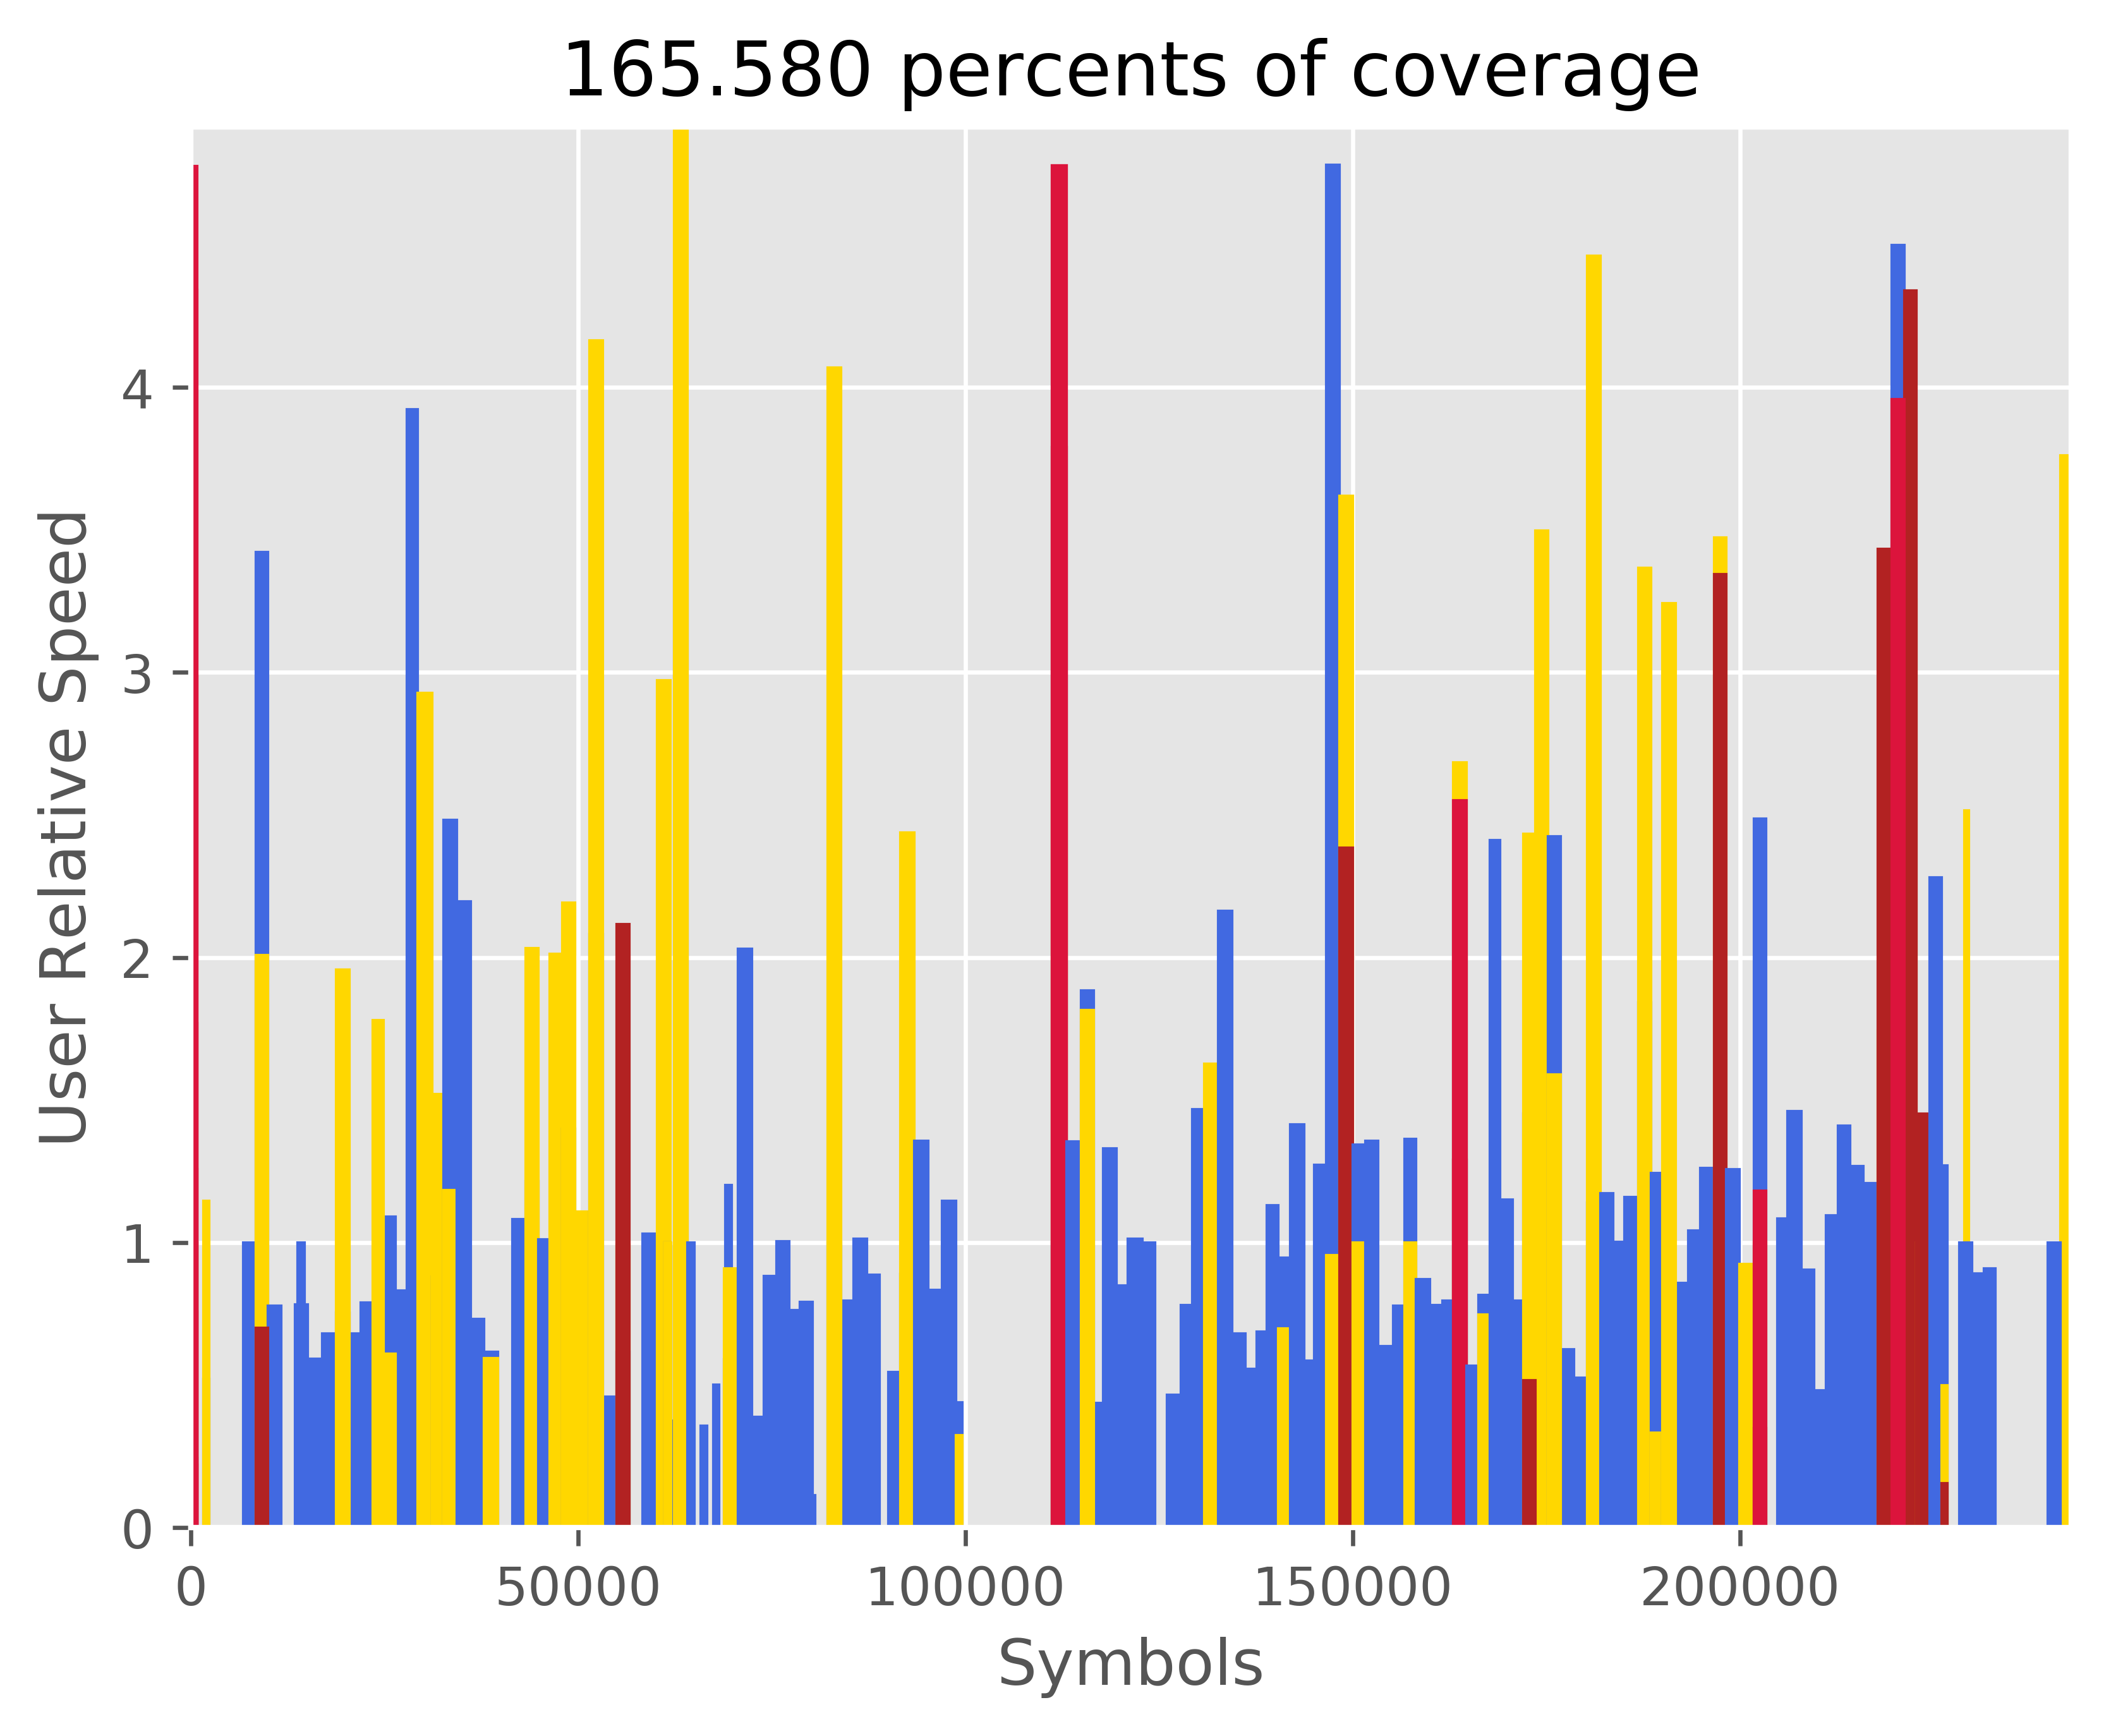 165.580 percents of coverage
User Relative Speed
4
3
2
1
0
0 50000 100000 150000 200000
Symbols